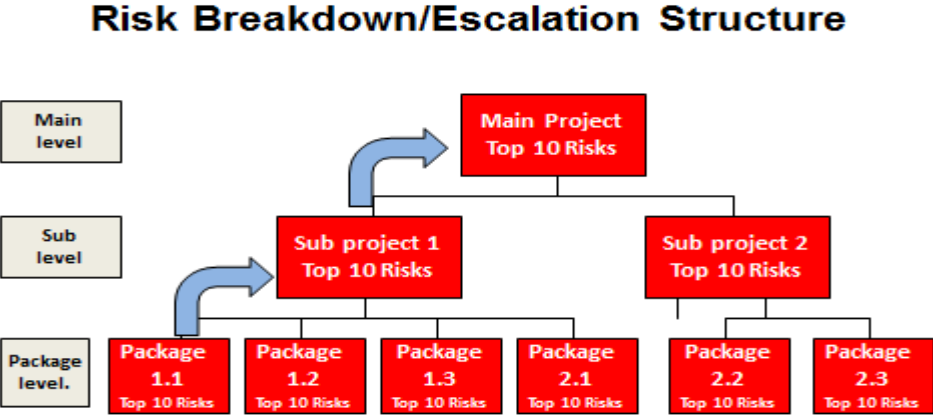 Risk Breakdown/Escalation Structure
Main
level
Main Project
Top 10 Risks
Sub
level
Sub project 1
Top 10 Risks
Sub project 2
Top 10 Risks
Package
level.
Package
1.1
Top 10 Risks
Package
1.2
Top 10 Risks
Package
1.3
Top 10 Risks
Package
2.1
Top 10 Risks
Package
2.2
Top 10 Risks
Package
2.3
Top 10 Risks